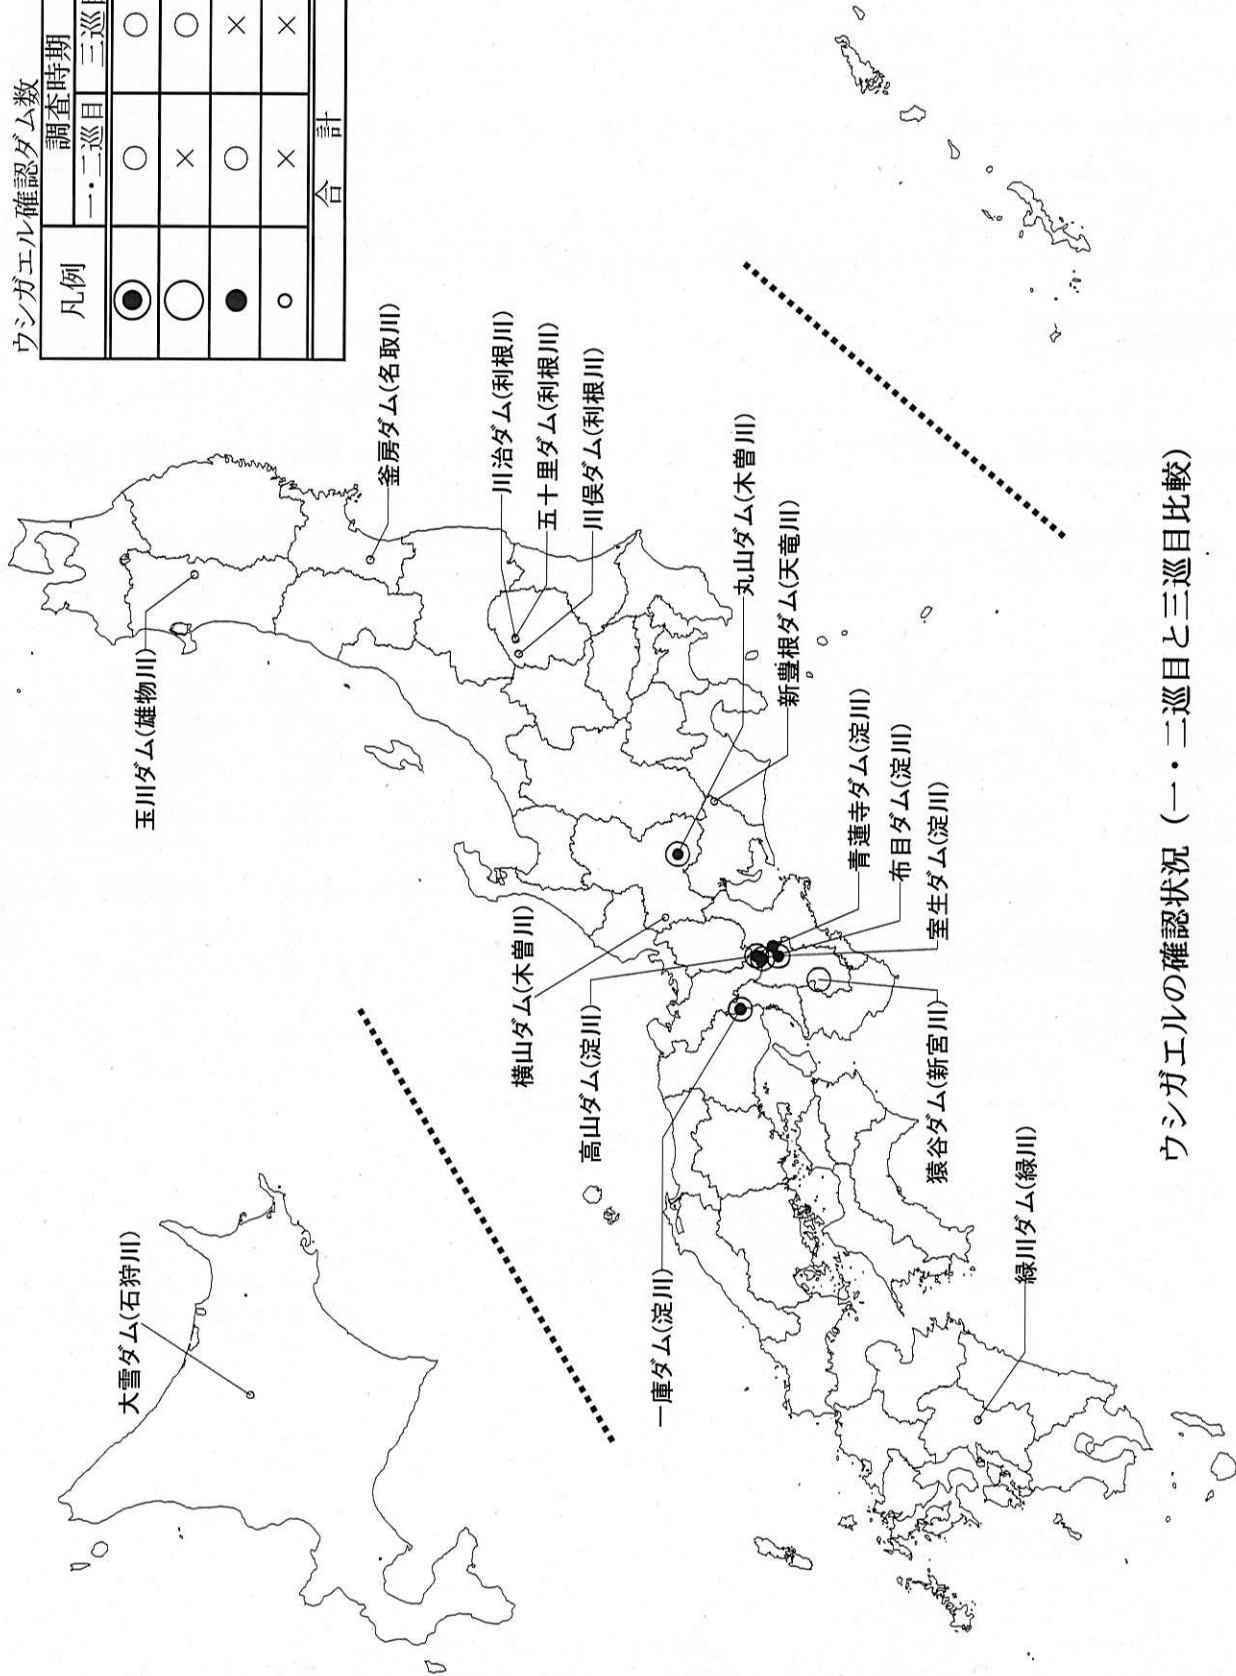 ウシガエル確認ダム数
凡例
調査時期
一・二巡目 三巡目
○ ○
× ○
○ ×
× ×
合計
大雪ダム(石狩川)
玉川ダム(雄物川)
釜房ダム(名取川)
川治ダム(利根川)
五十里ダム(利根川)
川俣ダム(利根川)
丸山ダム(木曽川)
新豊根ダム(天竜川)
横山ダム(木曽川)
高山ダム(淀川)
青蓮寺ダム(淀川)
布目ダム(淀川)
室生ダム(淀川)
一庫ダム(淀川)
猿谷ダム(新宮川)
緑川ダム(緑川)
ウシガエルの確認状況(一・二巡目と三巡目比較)